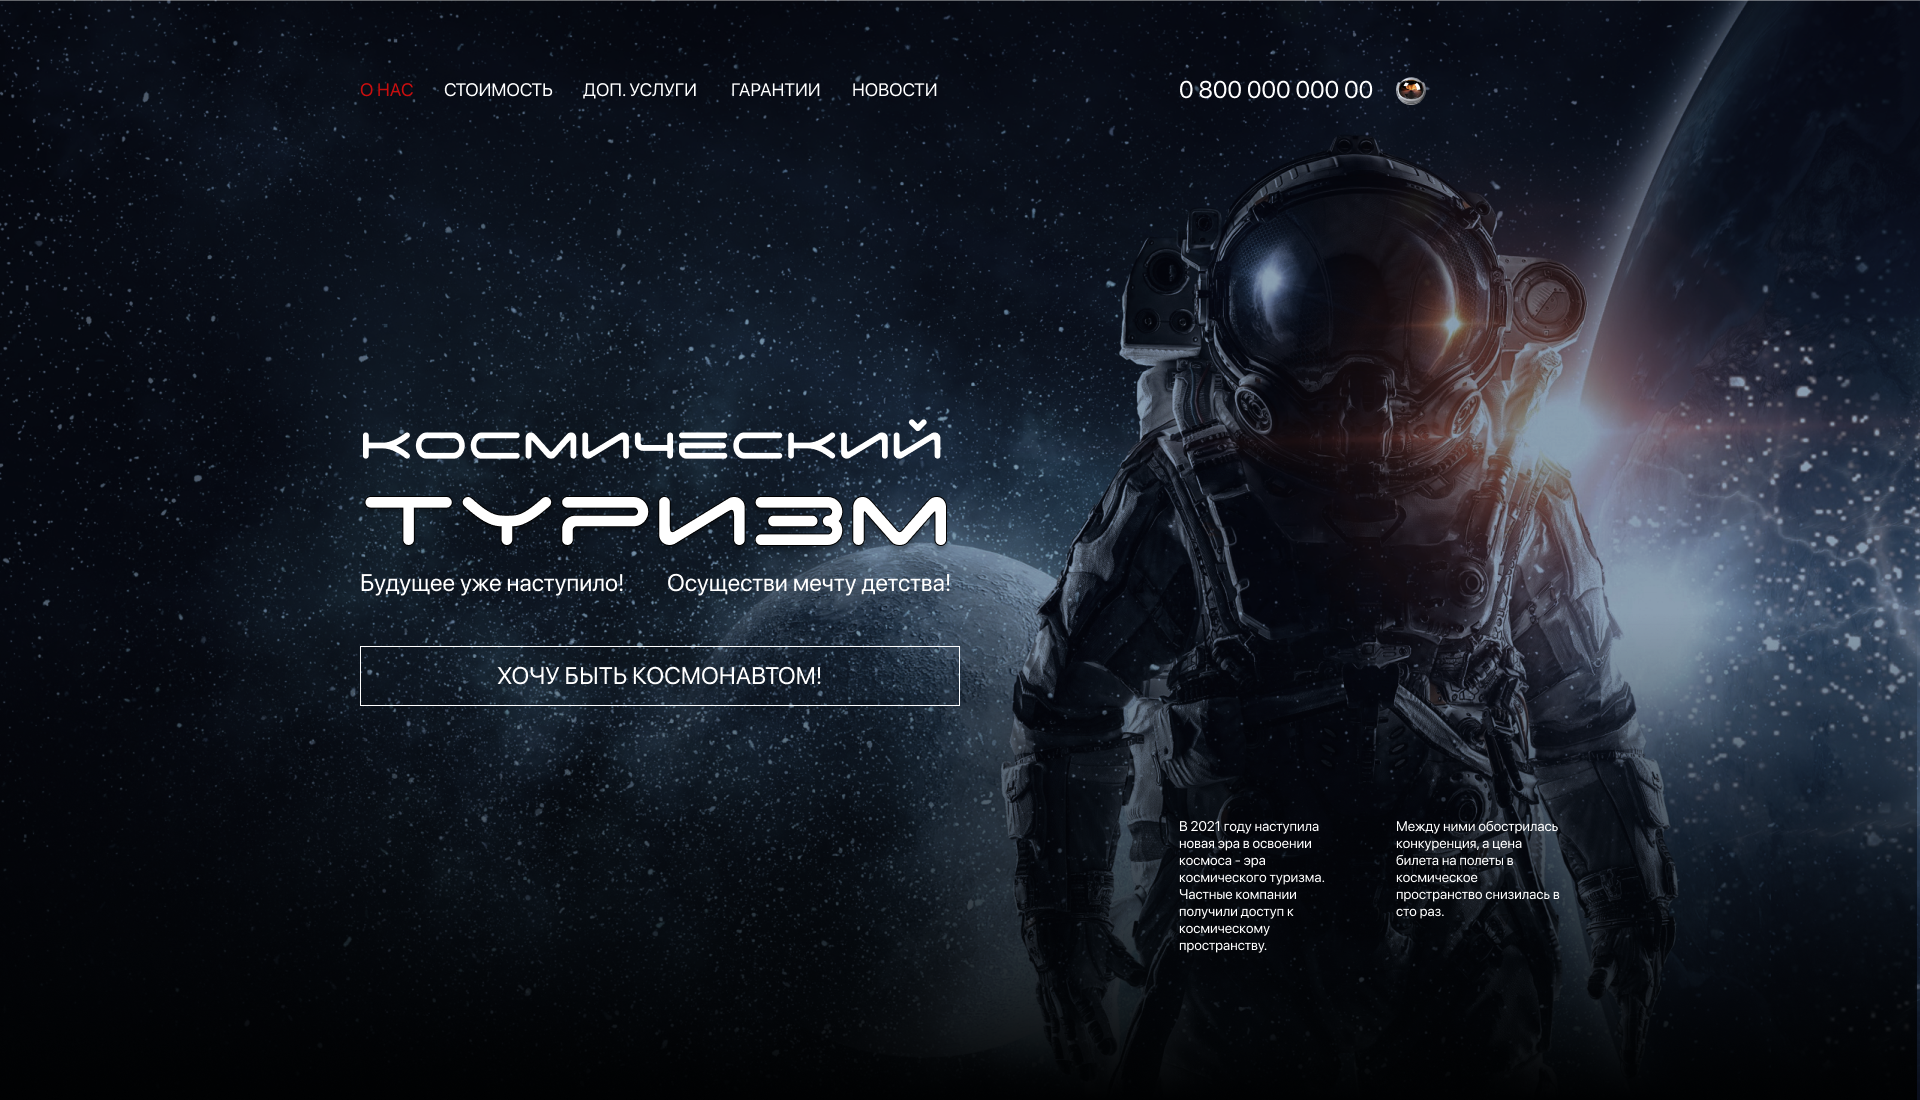 О НАС СТОИМОСТЬ ДОП. УСЛУГИ ГАРАНТИИ НОВОСТИ 0 800 000 000 00
КОСМИЧЕСКИЙ
ТУРИЗМ
Будущее уже наступило! Осуществи мечту детства!
ХОЧУ БЫТЬ КОСМОНАВТОМ!
В 2021 году наступила
новая эра в освоении
космоса - эра
космического туризма.
Частные компании
получили доступ к
космическому
пространству.
Между ними обострилась
конкуренция, а цена
билета на полеты в
космическое
пространство снизилась в
сто раз.